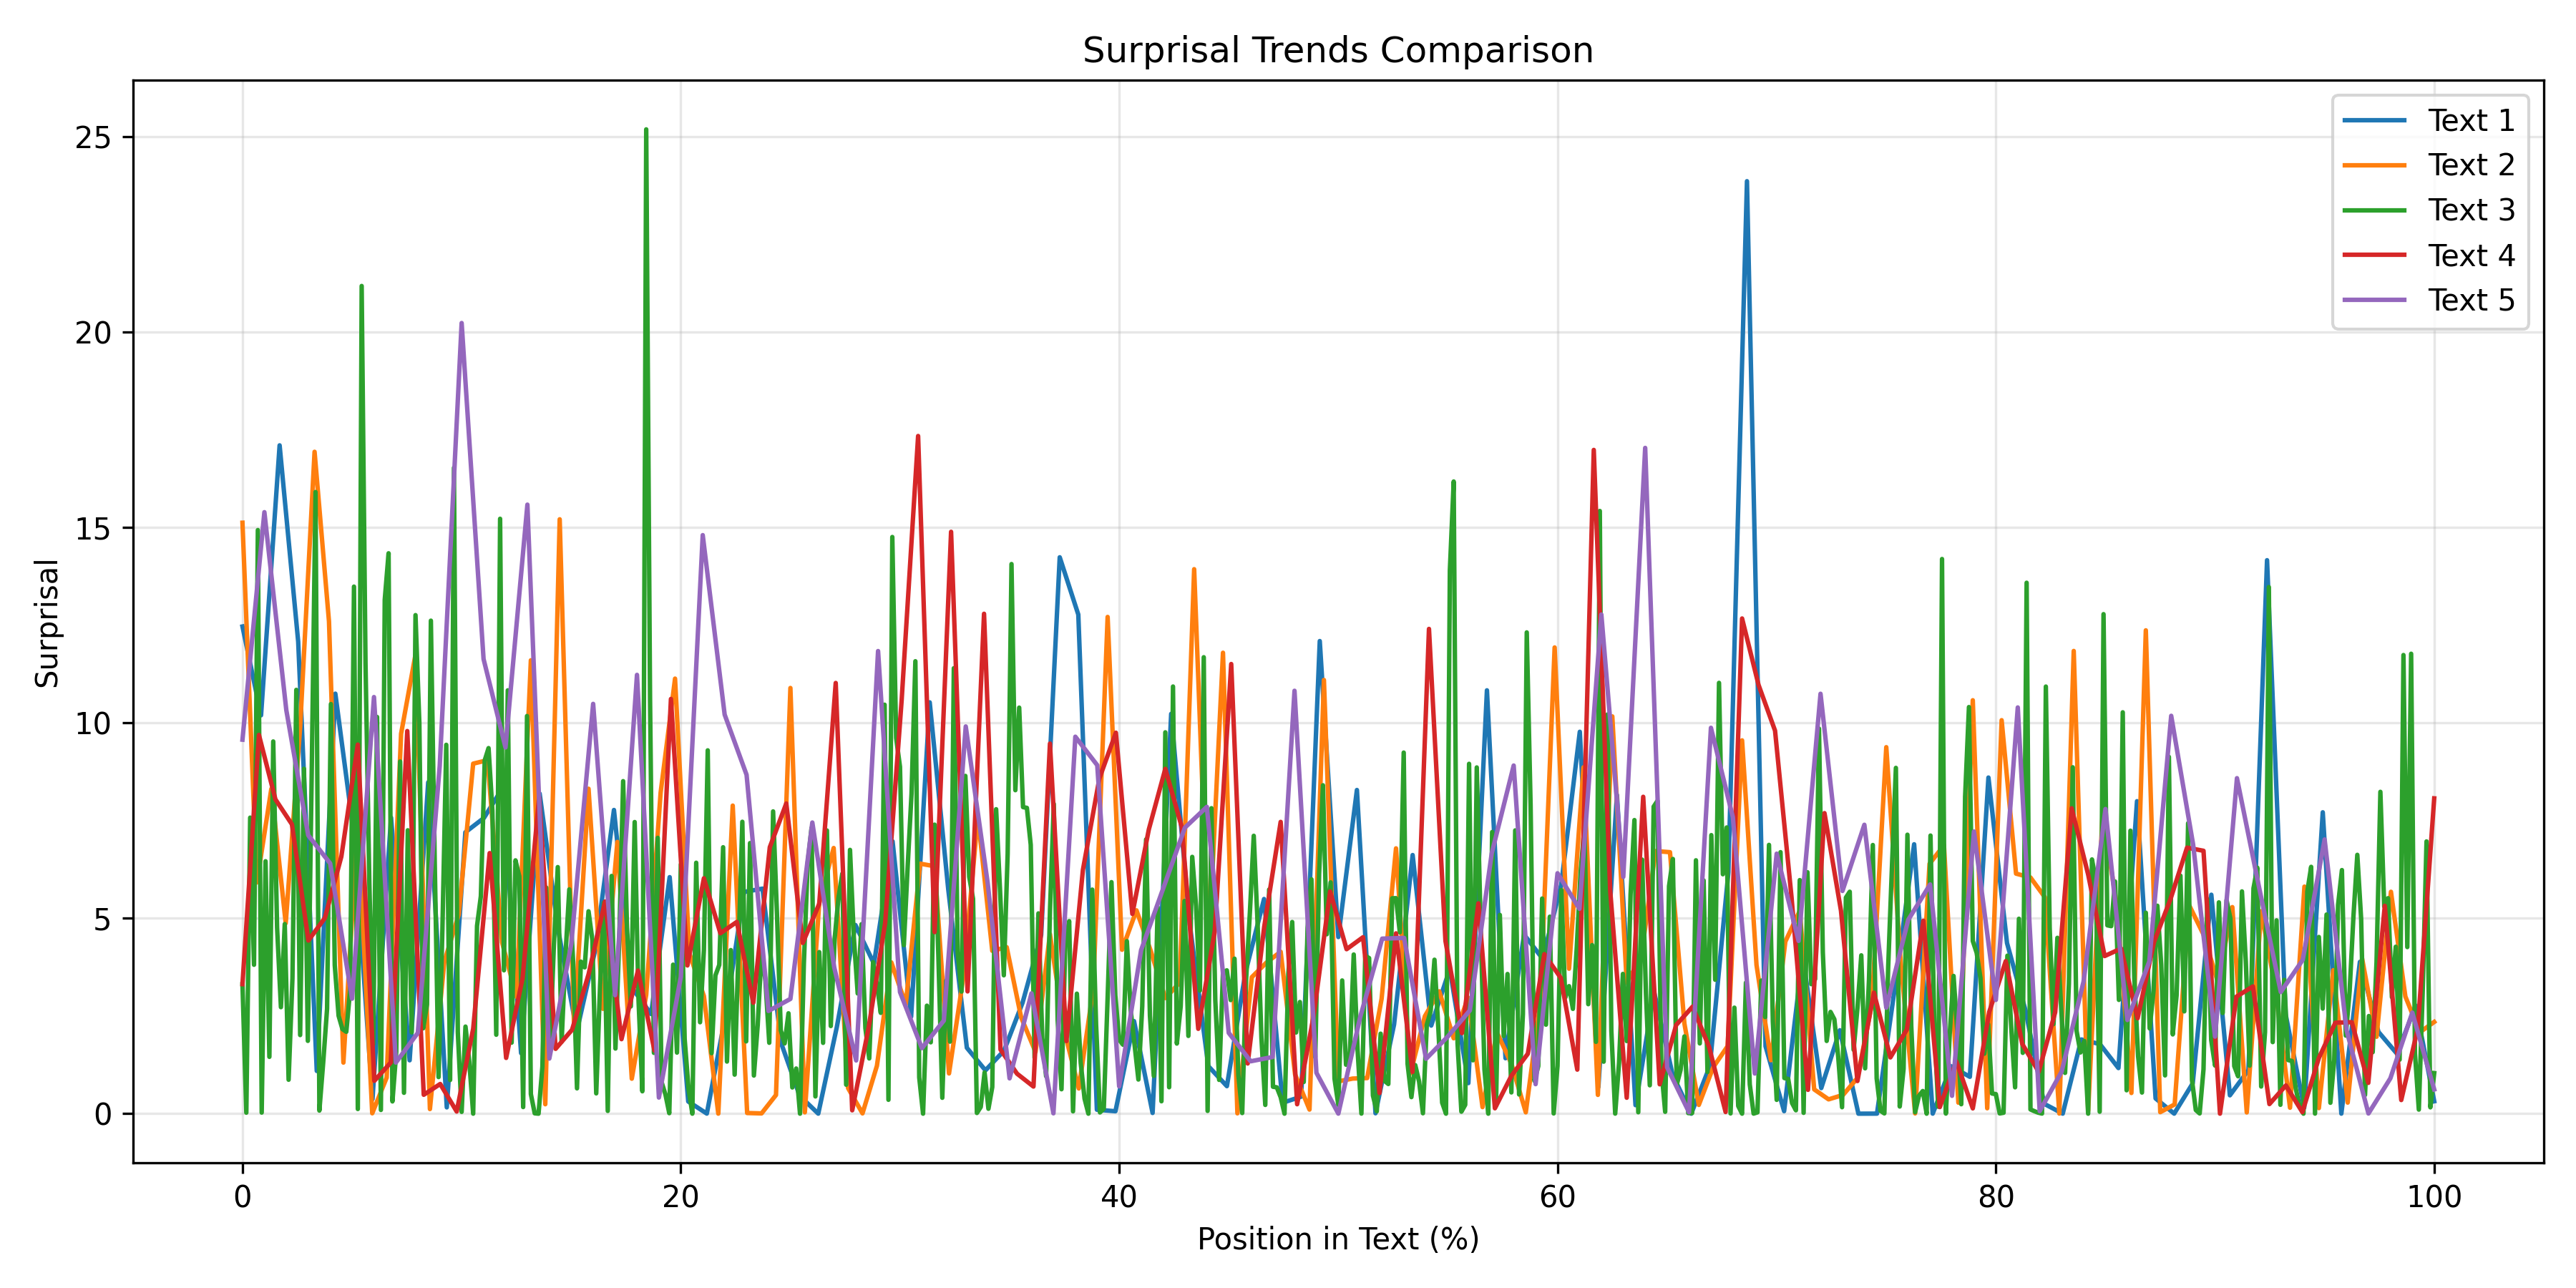 Surprisal Trends Comparison
25
20
15
10
5
0
Surprisal
Text 1
Text 2
Text 3
Text 4
Text 5
0 20 40 60 80 100
Position in Text (%)